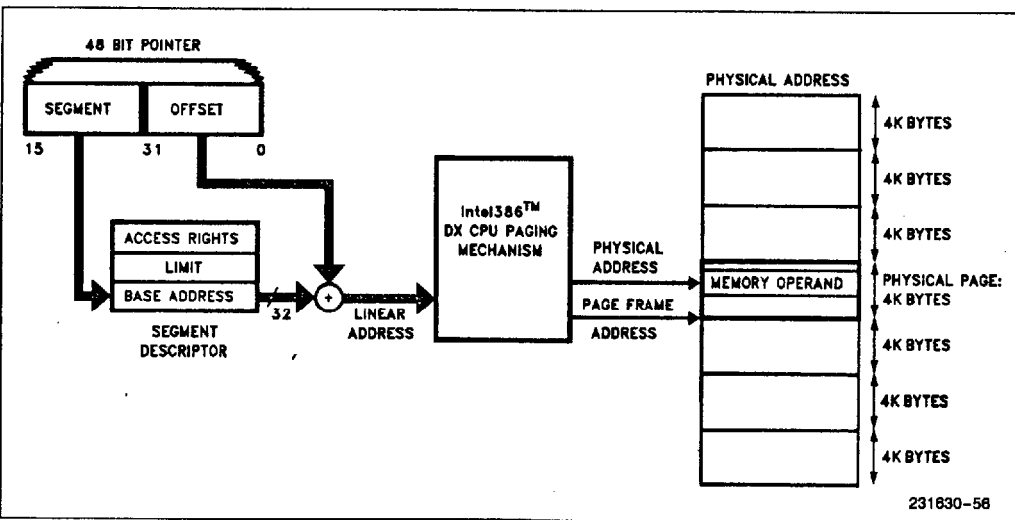 48 BIT POINTER
SEGMENT
OFFSET
15
31
0
ACCESS RIGHTS
LIMIT
BASE ADDRESS
SEGMENT
DESCRIPTOR
32
+
LINEAR
ADDRESS
Intel386™
DX CPU PAGING
MECHANISM
PHYSICAL
ADDRESS
PAGE FRAME
ADDRESS
PHYSICAL ADDRESS
4K BYTES
4K BYTES
4K BYTES
MEMORY OPERAND
PHYSICAL PAGE:
4K BYTES
4K BYTES
4K BYTES
4K BYTES
231630-56